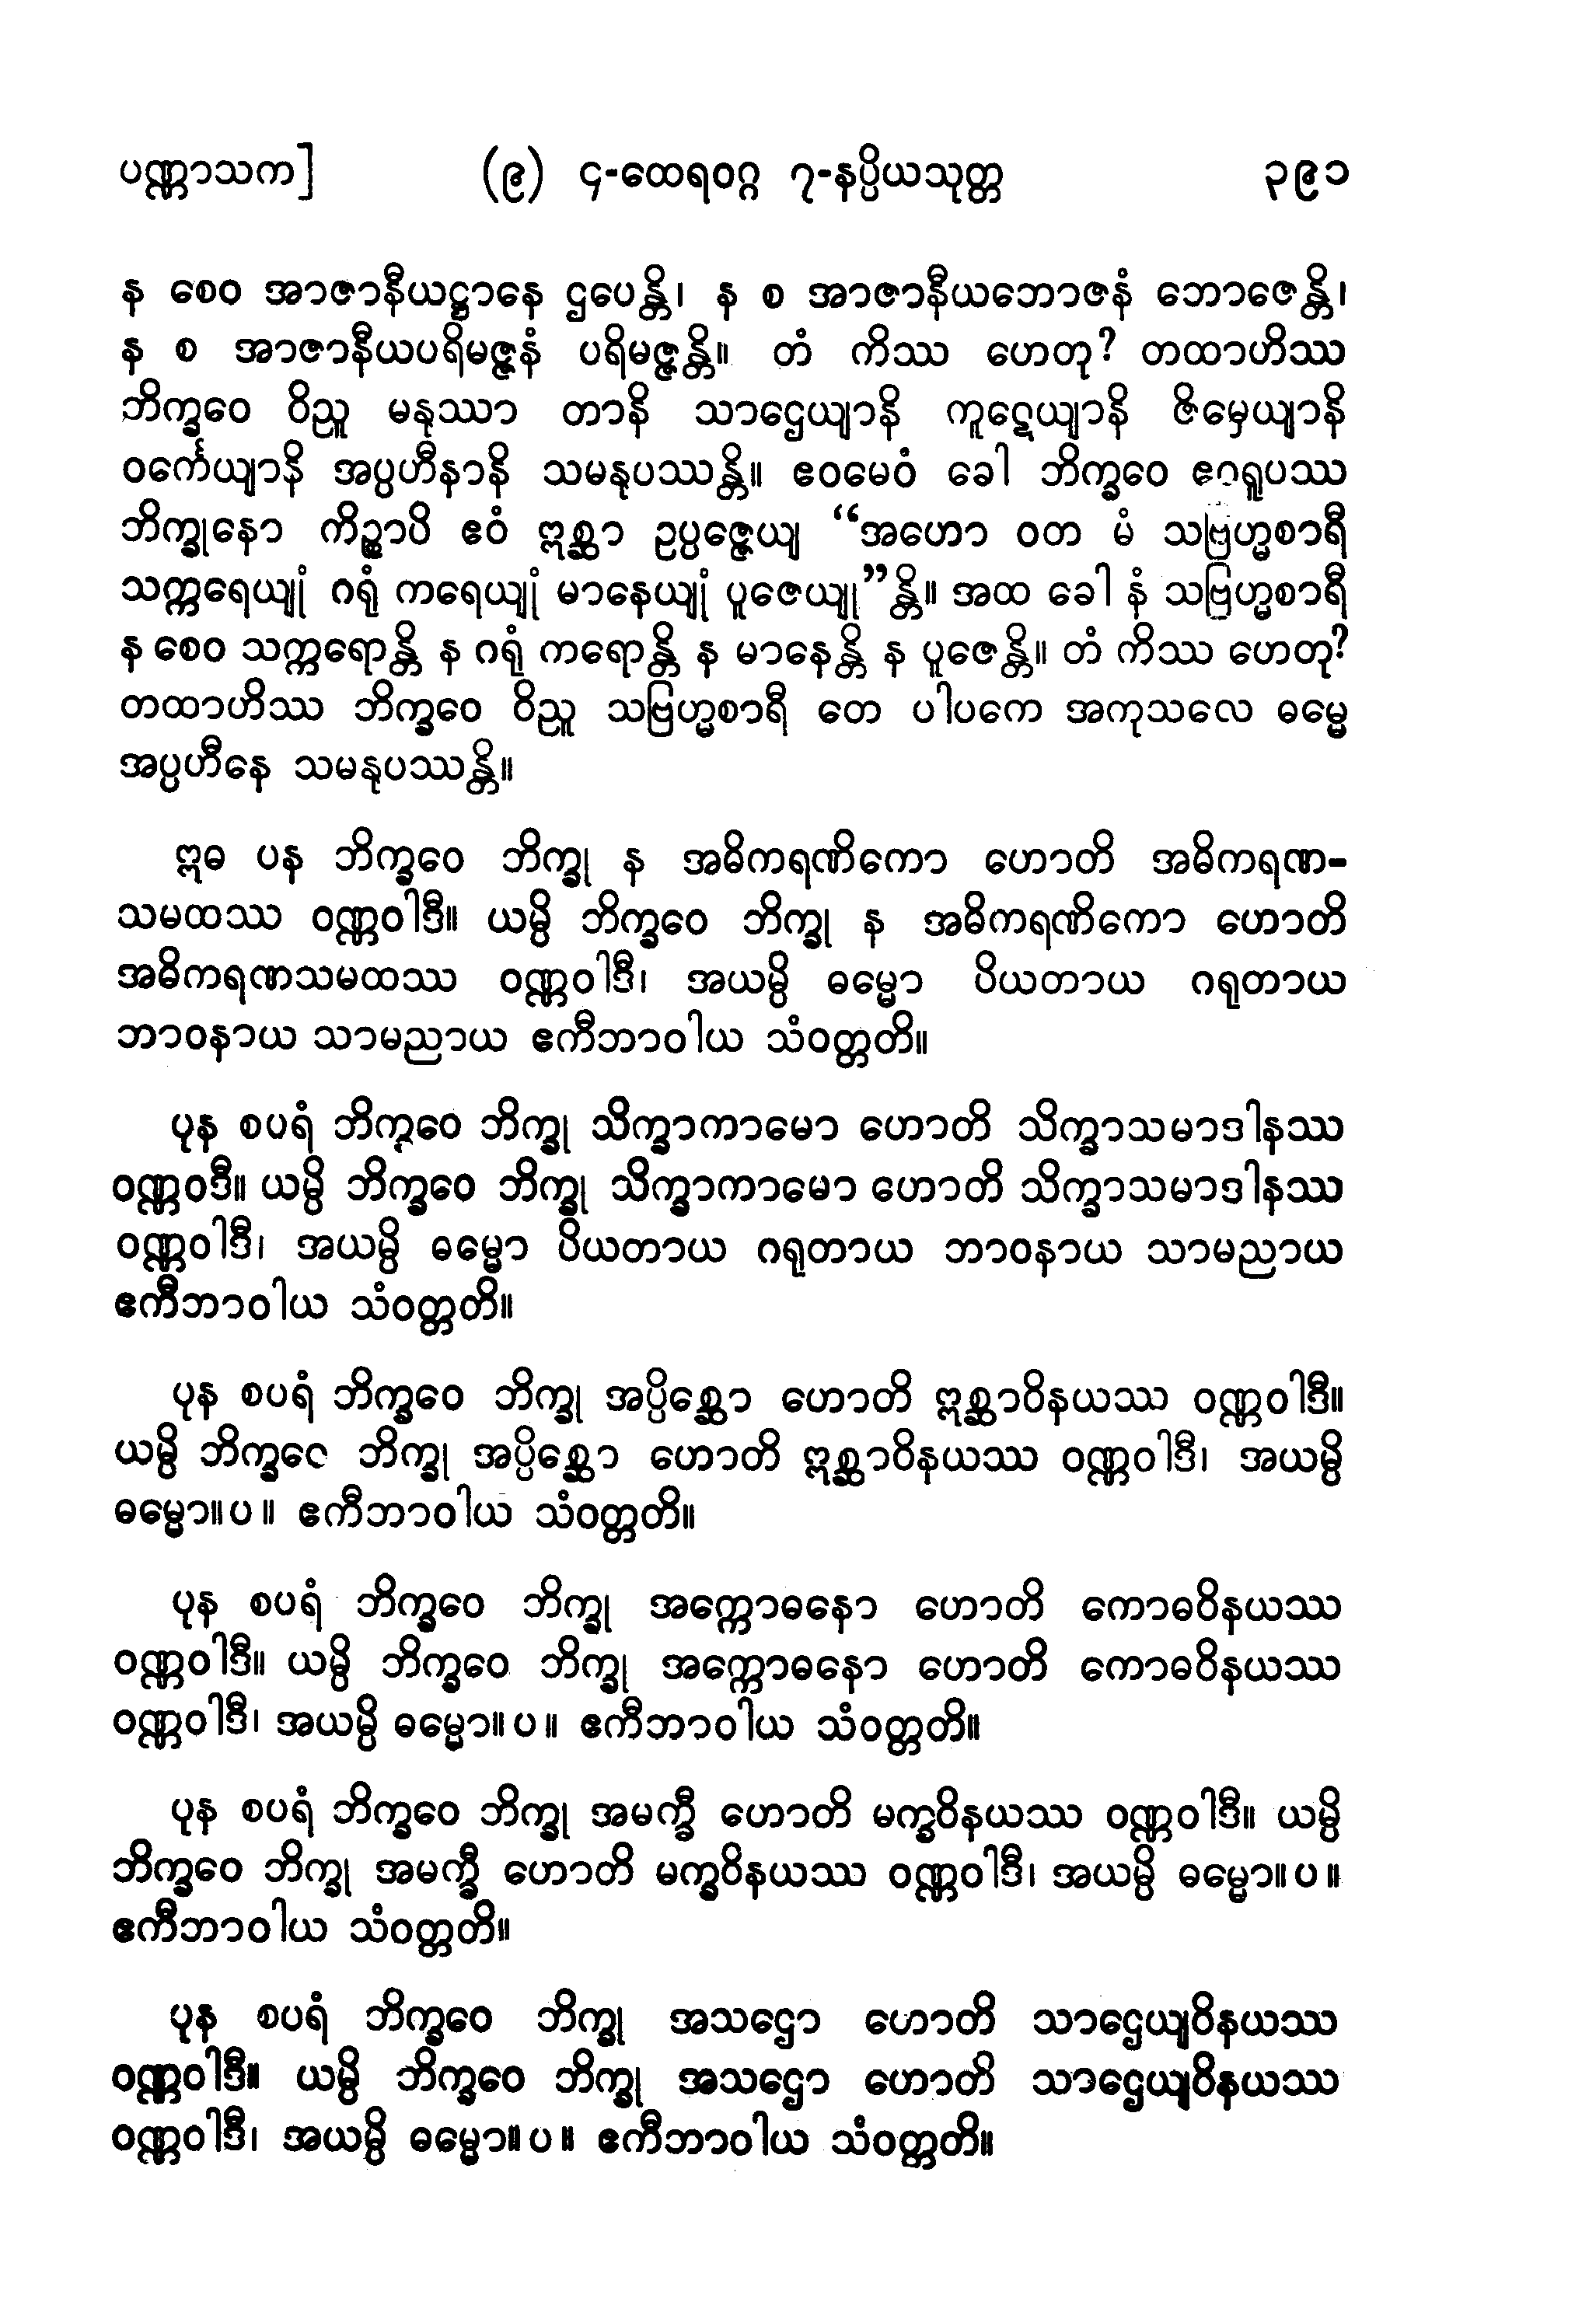 ပဏ္ဏာသက] (၉) ၄-ထေရဝဂ္ဂ ၇-နပ္ပိယသုတ္တ ၃၉၁
န စေဝ အာဇာနီယဋ္ဌာနေ ဌပေန္တိ၊ န စ အာဇာနီယဘောဇနံ ဘောဇေန္တိ၊
န စ အာဇာနီယပရိမဇ္ဇနံ ပရိမဇ္ဇန္တိ။ တံ ကိဿ ဟေတု? တထာဟိဿ
ဘိက္ခဝေ ဝိညူ မနုဿာ တာနိ သာဌေယျာနိ ကူဋေယျာနိ ဇိမှေယျာနိ
ဝင်္ကေယျာနိ အပ္ပဟီနာနိ သမနုပဿန္တိ။ ဧဝမေဝံ ခေါ ဘိက္ခဝေ ဧဝရူပဿ
ဘိက္ခုနော ကိဉ္စာပိ ဧဝံ ဣစ္ဆာ ဥပ္ပဇ္ဇေယျ “အဟော ဝတ မံ သဗြဟ္မစာရီ
သက္ကရေယျုံ ဂရုံ ကရေယျုံ မာနေယျုံ ပူဇေယျု”န္တိ။ အထ ခေါ နံ သဗြဟ္မစာရီ
န စေဝ သက္ကရောန္တိ န ဂရုံ ကရောန္တိ န မာနေန္တိ န ပူဇေန္တိ။ တံ ကိဿ ဟေတု?
တထာဟိဿ ဘိက္ခဝေ ဝိညူ သဗြဟ္မစာရီ တေ ပါပကေ အကုသလေ ဓမ္မေ
အပ္ပဟီနေ သမနုပဿန္တိ။
ဣဓ ပန ဘိက္ခဝေ ဘိက္ခု န အဓိကရဏိကော ဟောတိ အဓိကရဏ-
သမထဿ ဝဏ္ဏဝါဒီ။ ယမ္ပိ ဘိက္ခဝေ ဘိက္ခု န အဓိကရဏိကော ဟောတိ
အဓိကရဏသမထဿ ဝဏ္ဏဝါဒီ၊ အယမ္ပိ ဓမ္မော ပိယတာယ ဂရုတာယ
ဘာဝနာယ သာမညာယ ဧကီဘာဝါယ သံဝတ္တတိ။
ပုန စပရံ ဘိက္ခဝေ ဘိက္ခု သိက္ခာကာမော ဟောတိ သိက္ခာသမာဒါနဿ
ဝဏ္ဏဝဒီ။ ယမ္ပိ ဘိက္ခဝေ ဘိက္ခု သိက္ခာကာမော ဟောတိ သိက္ခာသမာဒါနဿ
ဝဏ္ဏဝါဒီ၊ အယမ္ပိ ဓမ္မော ပိယတာယ ဂရုတာယ ဘာဝနာယ သာမညာယ
ဧကီဘာဝါယ သံဝတ္တတိ။
ပုန စပရံ ဘိက္ခဝေ ဘိက္ခု အပ္ပိစ္ဆော ဟောတိ ဣစ္ဆာဝိနယဿ ဝဏ္ဏဝါဒီ။
ယမ္ပိ ဘိက္ခဝေ ဘိက္ခု အပ္ပိစ္ဆော ဟောတိ ဣစ္ဆာဝိနယဿ ဝဏ္ဏဝါဒီ၊ အယမ္ပိ
ဓမ္မော။ပ။ ဧကီဘာဝါယ သံဝတ္တတိ။
ပုန စပရံ ဘိက္ခဝေ ဘိက္ခု အက္ကောဓနော ဟောတိ ကောဓဝိနယဿ
ဝဏ္ဏဝါဒီ။ ယမ္ပိ ဘိက္ခဝေ ဘိက္ခု အက္ကောဓနော ဟောတိ ကောဓဝိနယဿ
ဝဏ္ဏဝါဒီ၊ အယမ္ပိ ဓမ္မော။ပ။ ဧကီဘာဝါယ သံဝတ္တတိ။
ပုန စပရံ ဘိက္ခဝေ ဘိက္ခု အမက္ခီ ဟောတိ မက္ခဝိနယဿ ဝဏ္ဏဝါဒီ။ ယမ္ပိ
ဘိက္ခဝေ ဘိက္ခု အမက္ခီ ဟောတိ မက္ခဝိနယဿ ဝဏ္ဏဝါဒီ၊ အယမ္ပိ ဓမ္မော။ပ။
ဧကီဘာဝါယ သံဝတ္တတိ။
ပုန စပရံ ဘိက္ခဝေ ဘိက္ခု အသဌော ဟောတိ သာဌေယျဝိနယဿ
ဝဏ္ဏဝါဒီ။ ယမ္ပိ ဘိက္ခဝေ ဘိက္ခု အသဌော ဟောတိ သာဌေယျဝိနယဿ
ဝဏ္ဏဝါဒီ၊ အယမ္ပိ ဓမ္မော။ပ။ ဧကီဘာဝါယ သံဝတ္တတိ။